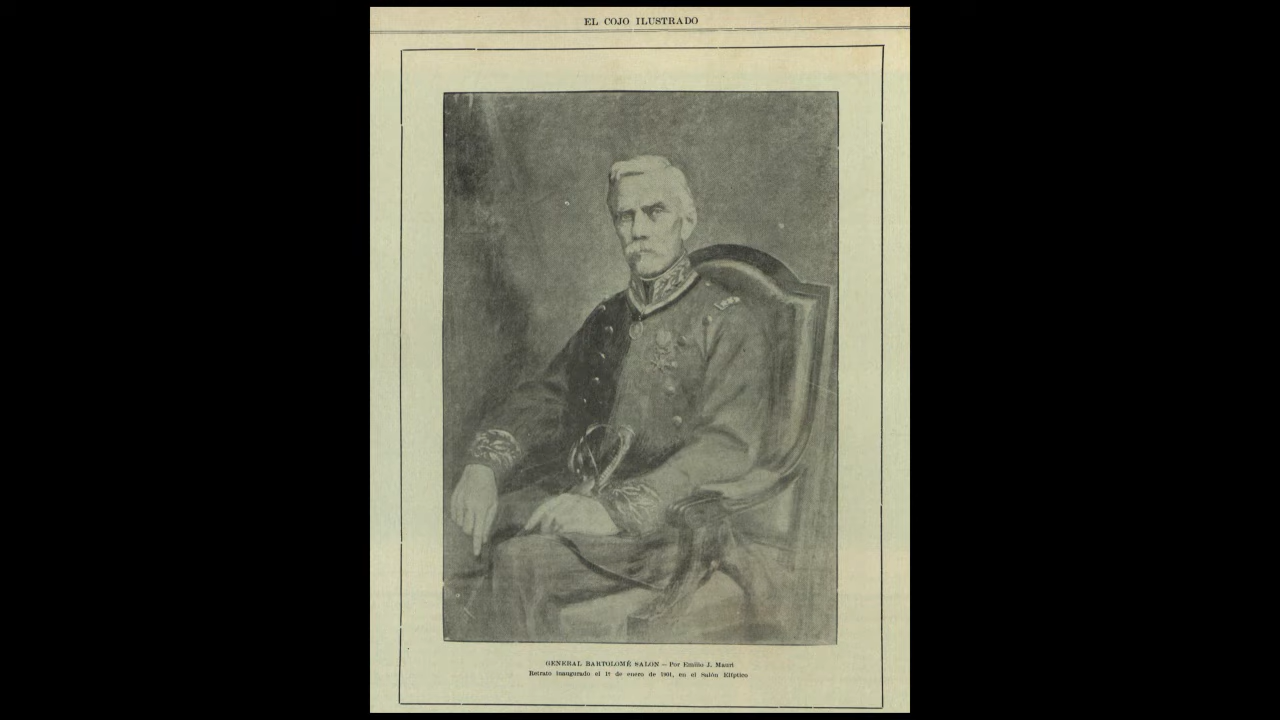 EL COJO ILUSTRADO
GENERAL BARTOLOMÉ SALON — Por Emilio J. Mauri
Retrato inaugurado el 1º de enero de 1901, en el Salón Elíptico